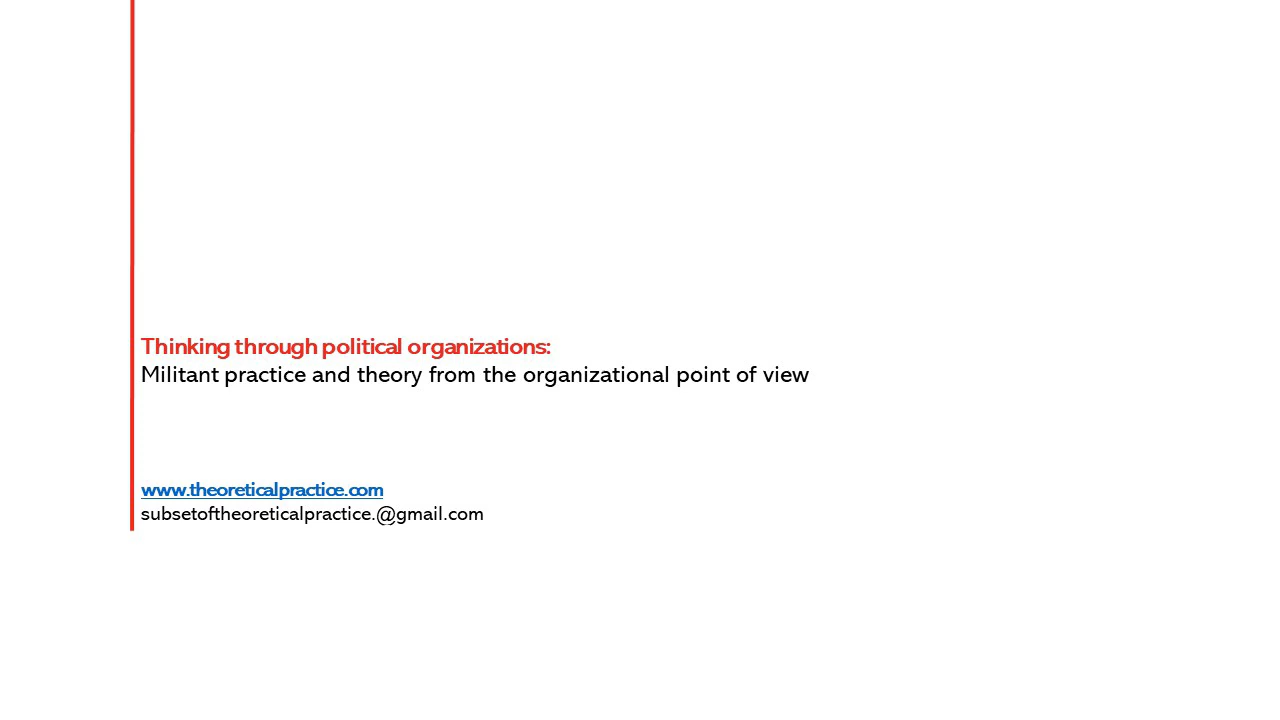 Thinking through political organizations:
Militant practice and theory from the organizational point of view
www.theoreticalpractice.com
subsetoftheoreticalpractice.@gmail.com